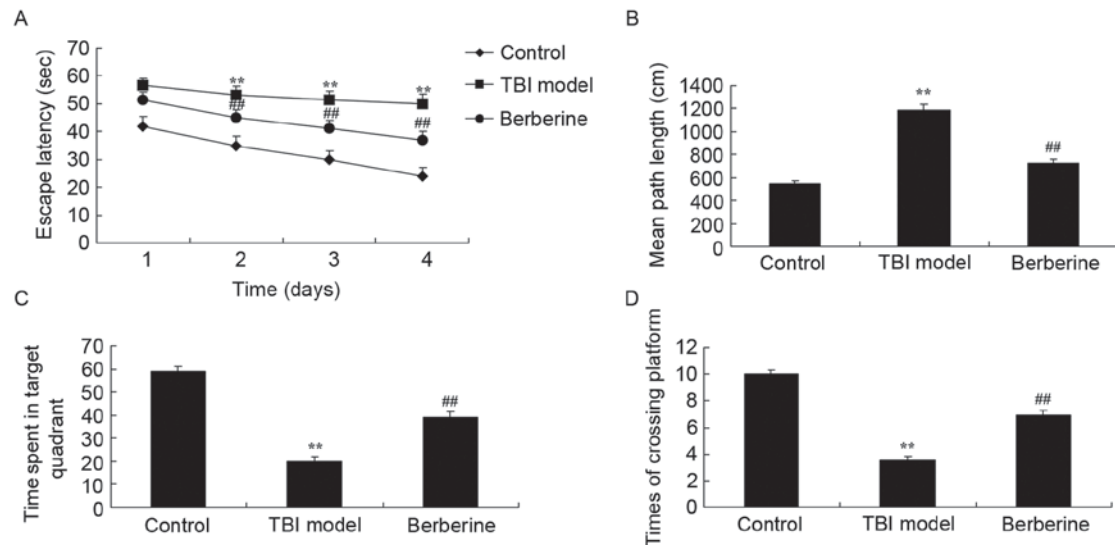 A
Escape latency (sec)
70
60
50
40
30
20
10
0
**
**
**
##
##
##
1
2
3
4
Time (days)
Control
TBI model
Berberine
B
Mean path length (cm)
1400
1200
1000
800
600
400
200
0
**
##
Control
TBI model
Berberine
C
Time spent in target
quadrant
70
60
50
40
30
20
10
0
**
##
Control
TBI model
Berberine
D
Times of crossing platform
12
10
8
6
4
2
0
**
##
Control
TBI model
Berberine